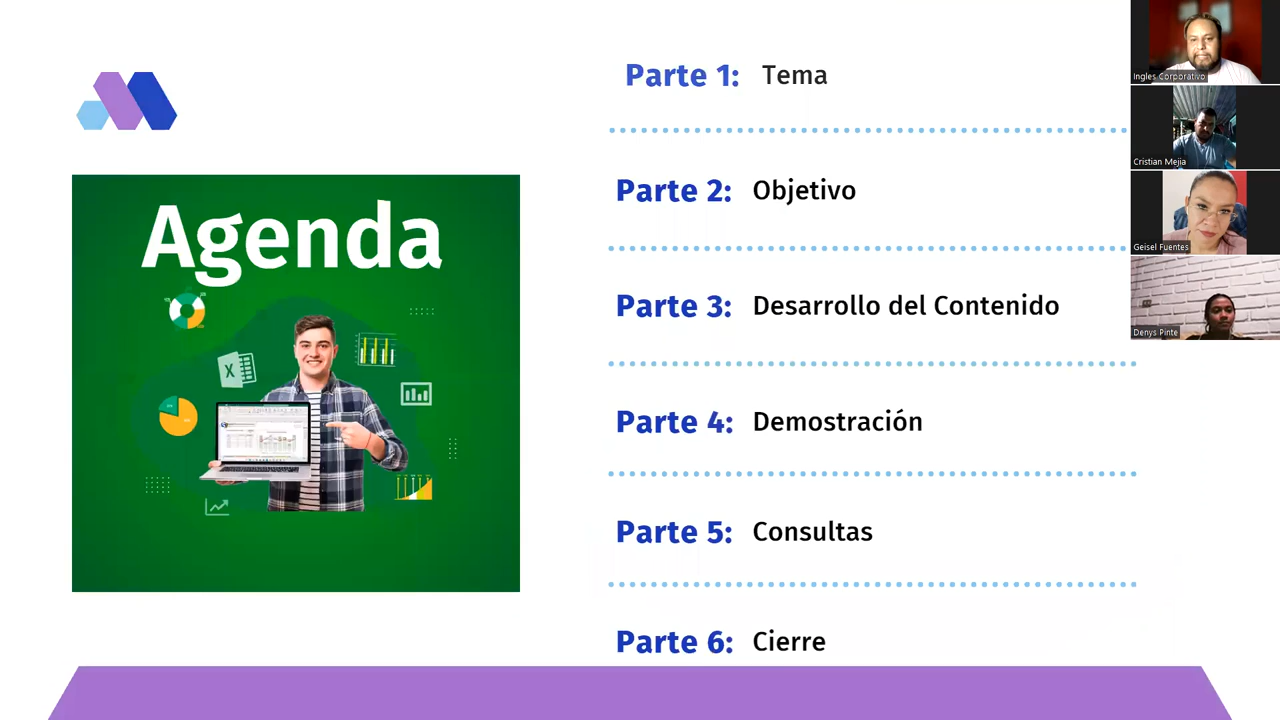 Agenda
X
Parte 1: Tema
Parte 2: Objetivo
Parte 3: Desarrollo del Contenido
Parte 4: Demostración
Parte 5: Consultas
Parte 6: Cierre
Ingles Corporativo
Cristian Mejia
Geisel Fuentes
Denys Pinte